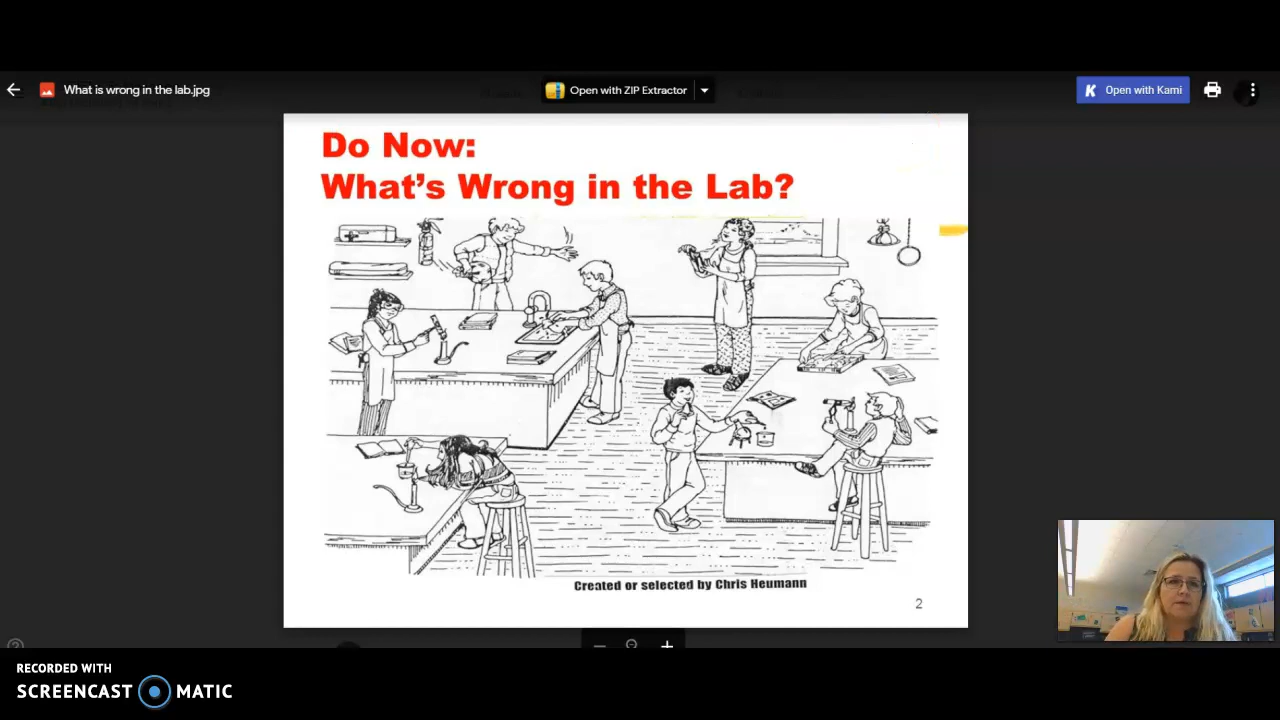 What is wrong in the lab.jpg
Open with ZIP Extractor
K Open with Kami
Do Now:
What's Wrong in the Lab?
Created or selected by Chris Heumann
2
RECORDED WITH
SCREENCAST MATIC